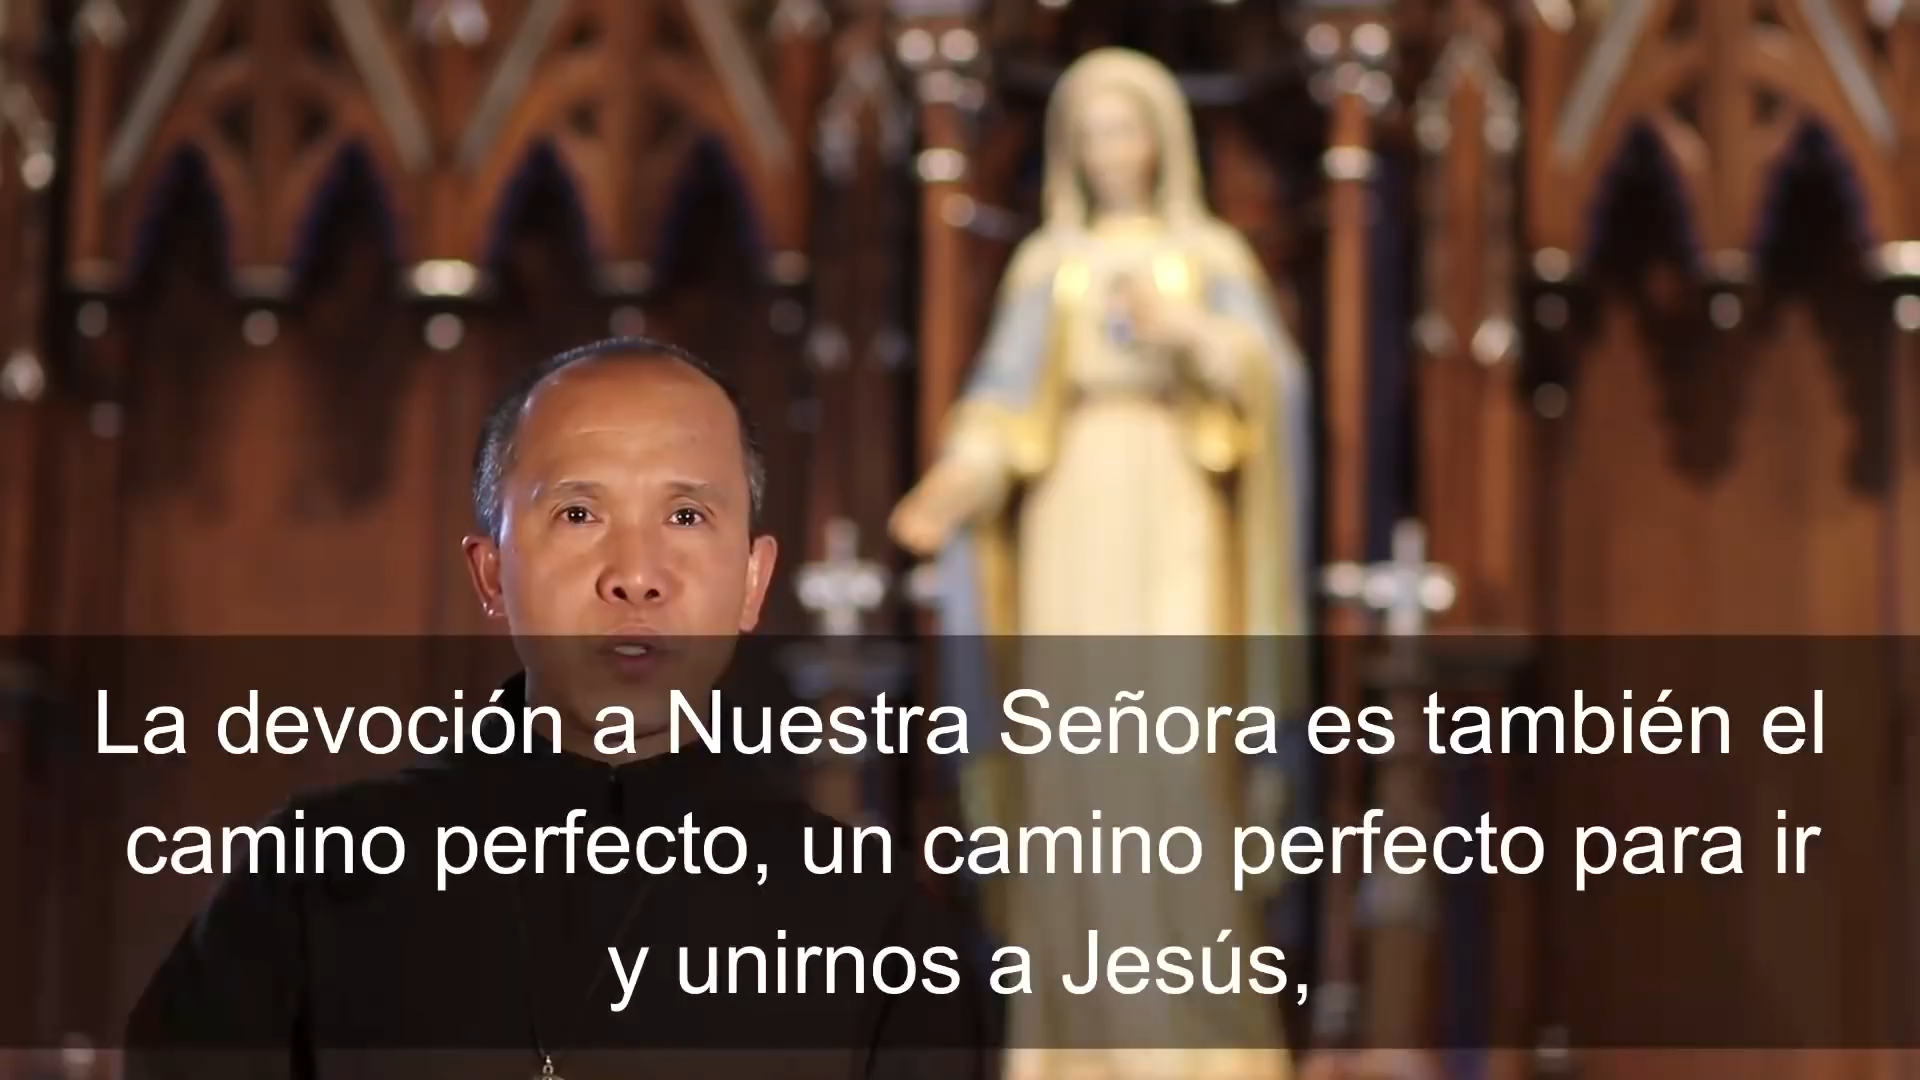 La devoción a Nuestra Señora es también el
camino perfecto, un camino perfecto para ir
y unirnos a Jesús,